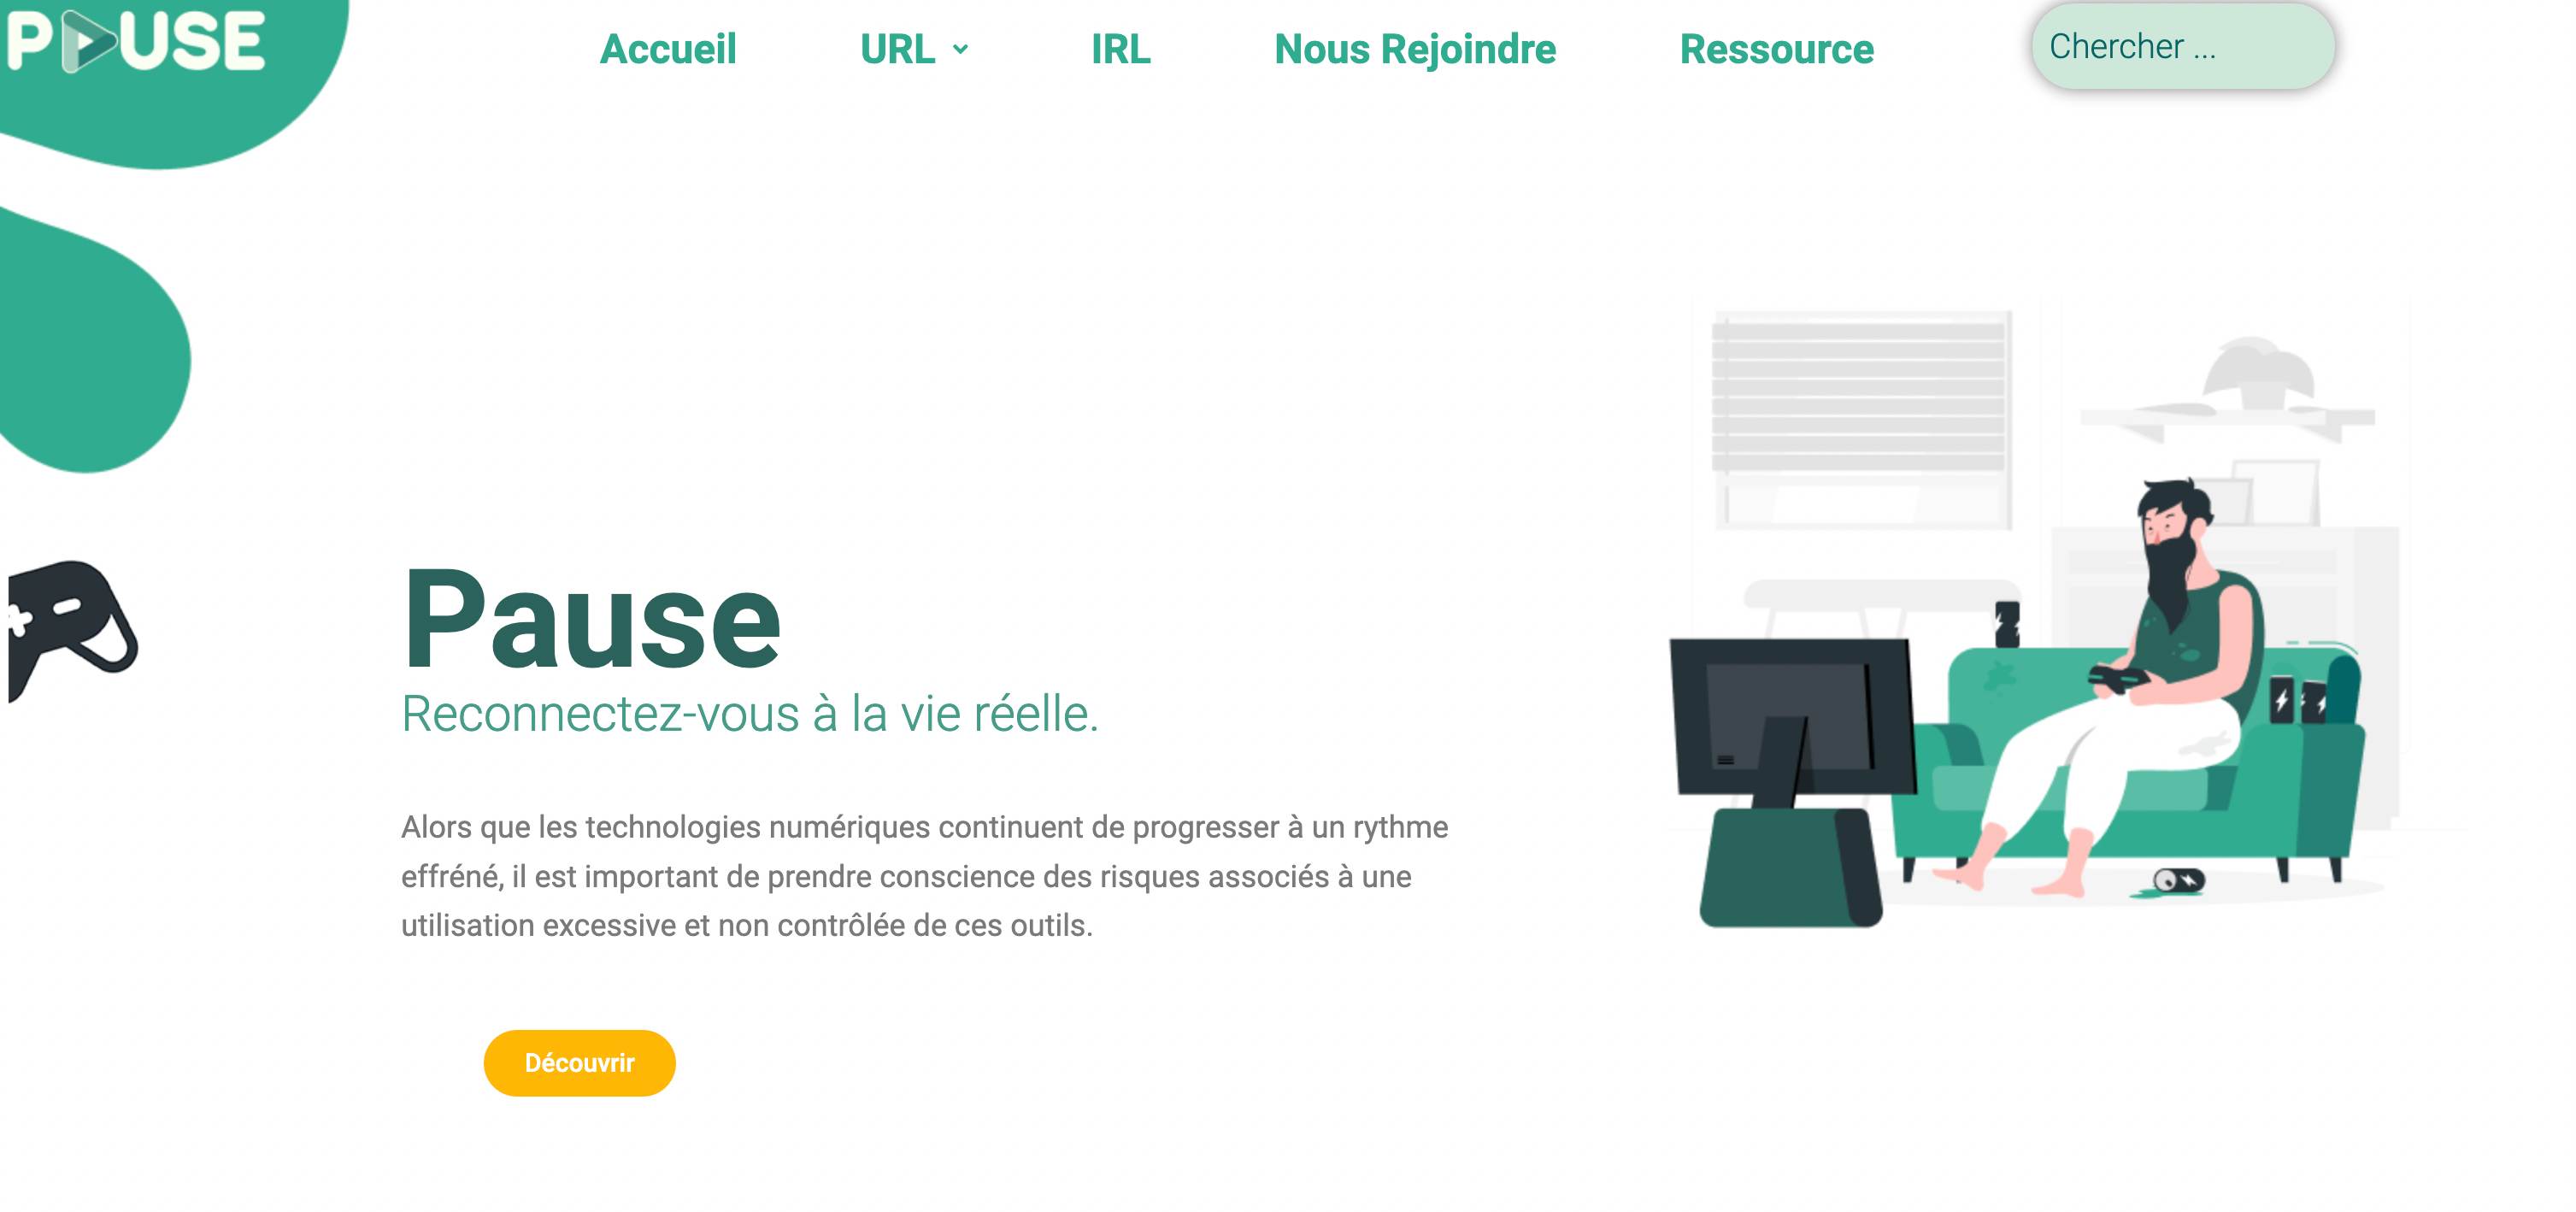 PAUSE
Accueil URL IRL Nous Rejoindre Ressource Chercher ...
Pause
Reconnectez-vous à la vie réelle.
Alors que les technologies numériques continuent de progresser à un rythme
effréné, il est important de prendre conscience des risques associés à une
utilisation excessive et non contrôlée de ces outils.
Découvrir